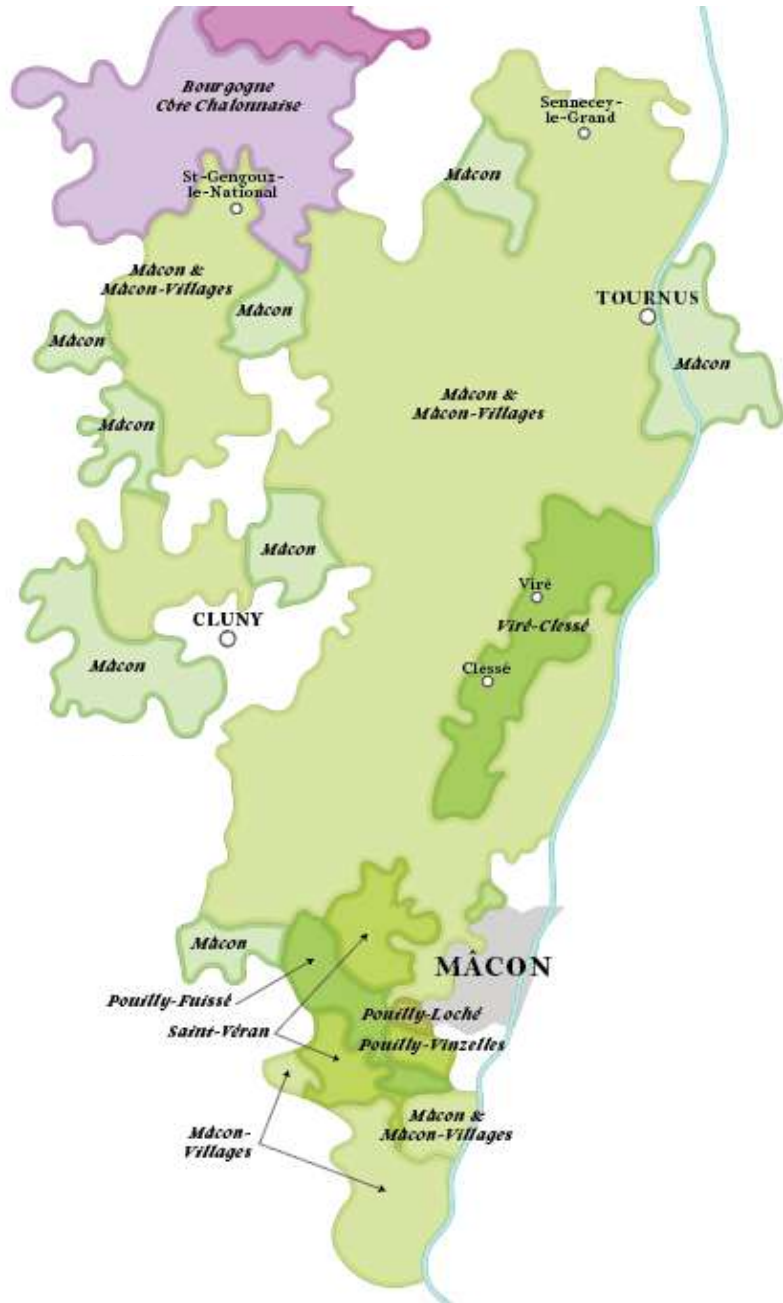 Bourgogne
Côte Chalonnaise
Sennecey-
le-Grand
St-Gengoux-
le-National
Mâcon
Mâcon &
Mâcon-Villages
Mâcon
TOURNUS
Mâcon
Mâcon
Mâcon &
Mâcon-Villages
Mâcon
Mâcon
Viré
CLUNY
Viré-Clessé
Mâcon
Clessé
Mâcon
MÂCON
Pouilly-Fuissé
Pouilly-Loché
Saint-Véran
Pouilly-Vinzelles
Mâcon &
Mâcon-Villages
Mâcon-
Villages